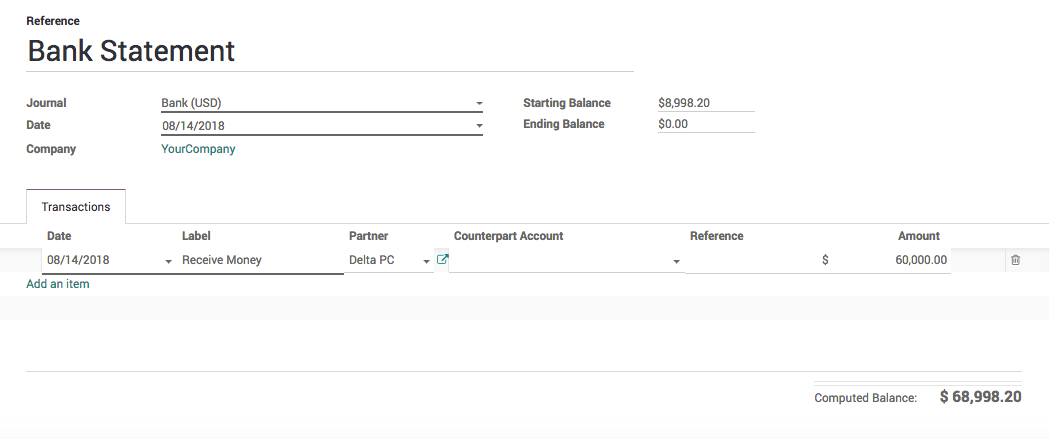 Reference
Bank Statement
Journal Bank (USD) Starting Balance $8,998.20
Date 08/14/2018 Ending Balance $0.00
Company YourCompany
Transactions
Date Label Partner Counterpart Account Reference Amount
08/14/2018 Receive Money Delta PC $ 60,000.00
Add an item
Computed Balance: $ 68,998.20